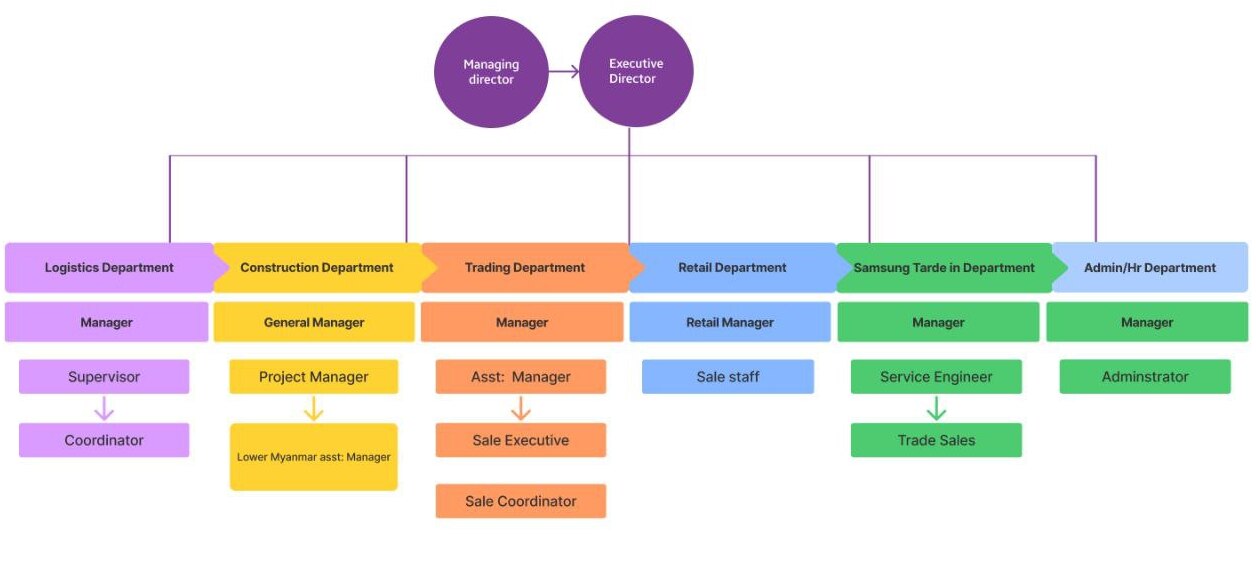 Managing
director
Executive
Director
Logistics Department
Construction Department
Trading Department
Retail Department
Samsung Tarde in Department
Admin/Hr Department
Manager
General Manager
Manager
Retail Manager
Manager
Manager
Supervisor
Project Manager
Asst: Manager
Sale staff
Service Engineer
Adminstrator
Coordinator
Lower Myanmar asst: Manager
Sale Executive
Trade Sales
Sale Coordinator